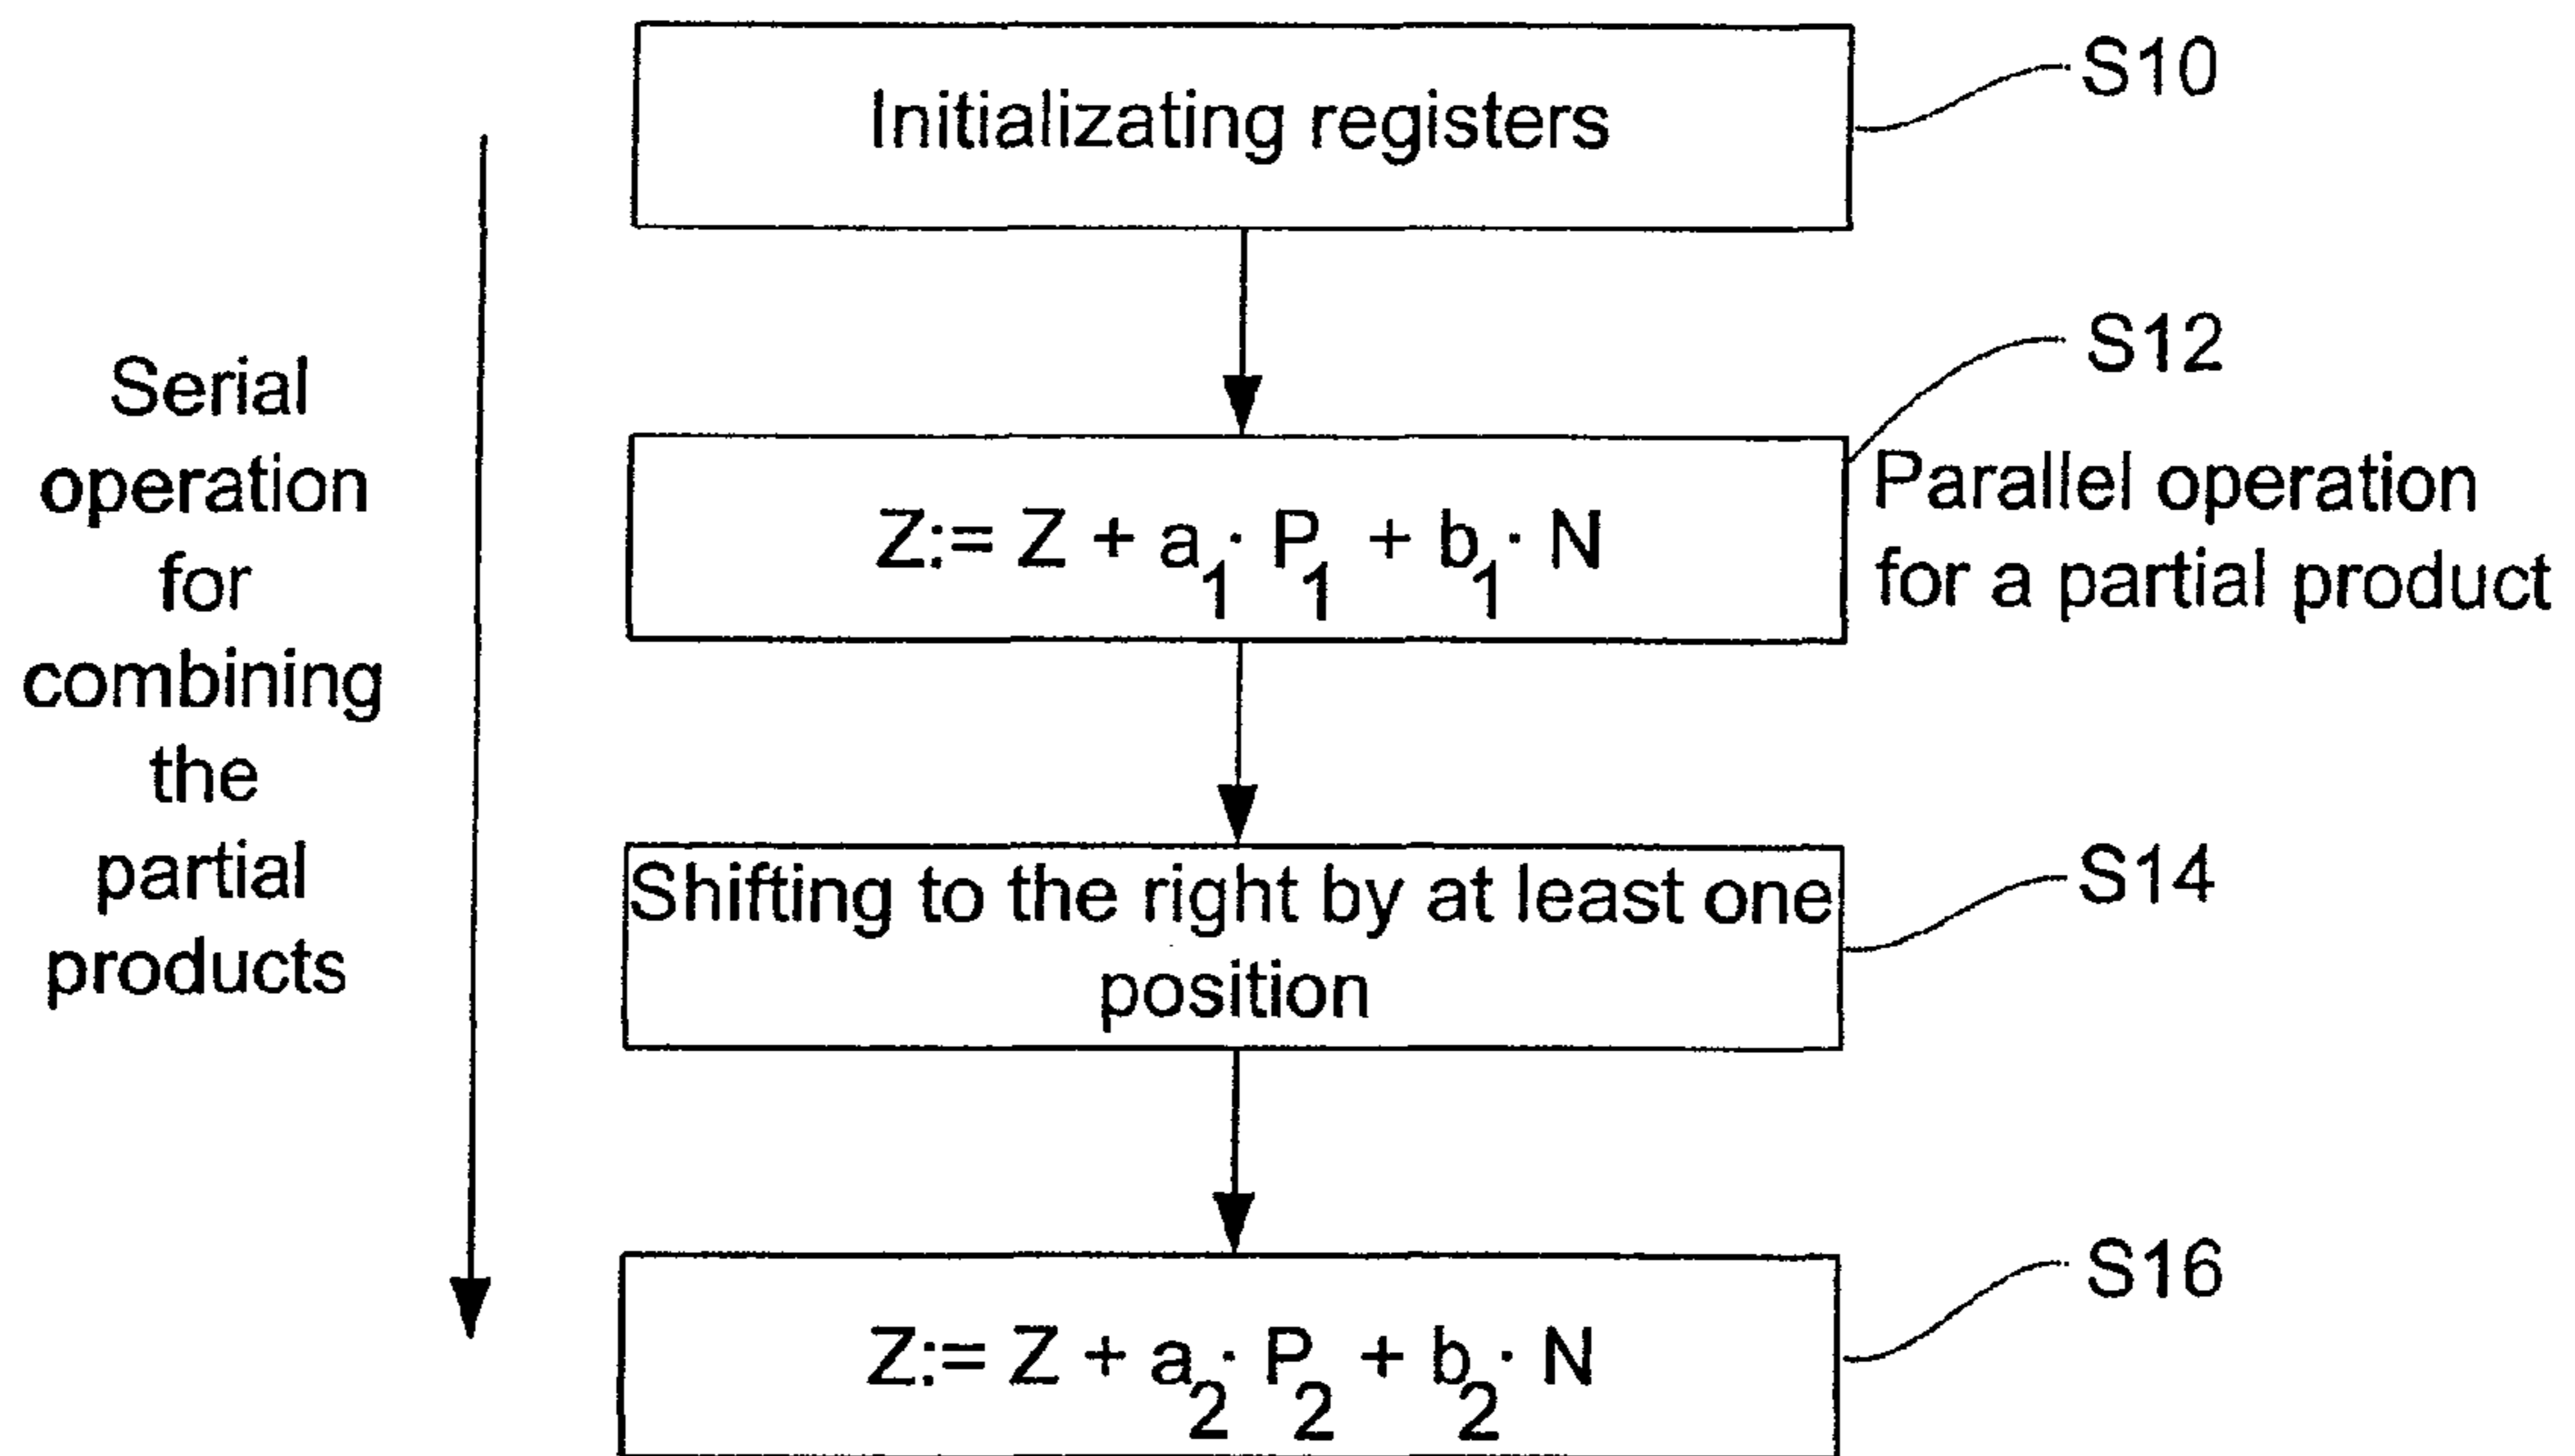 Initializating registers
S10
S12
Serial
operation
for
combining
the
partial
products
Z:= Z + a₁· P₁ + b₁· N
Parallel operation
for a partial product
Shifting to the right by at least one
position
S14
S16
Z:= Z + a₂· P₂ + b₂· N